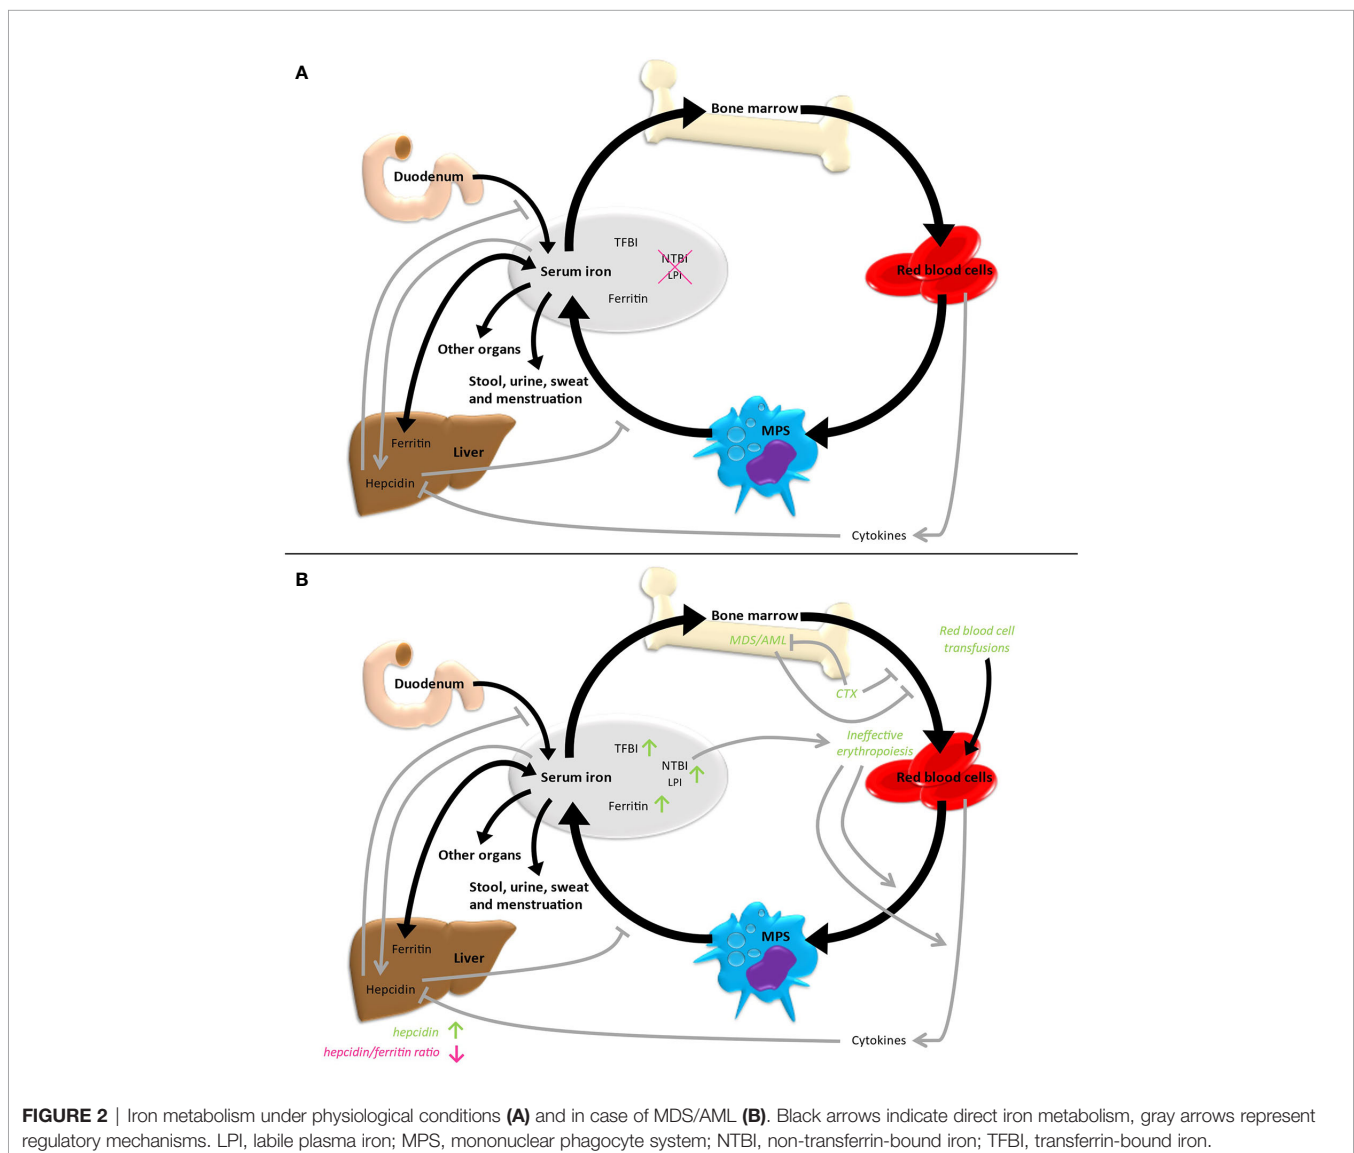 A
Bone marrow
Duodenum
TFBI
NTBI
LPI
Serum iron
Ferritin
Red blood cells
Other organs
Stool, urine, sweat
and menstruation
MPS
Ferritin
Liver
Hepcidin
Cytokines
B
Bone marrow
MDS/AML
Red blood cell
transfusions
Duodenum
CTX
Ineffective
erythropoiesis
TFBI
NTBI
LPI
Serum iron
Ferritin
Red blood cells
Other organs
Stool, urine, sweat
and menstruation
MPS
Ferritin
Liver
Hepcidin
hepcidin
hepcidin/ferritin ratio
Cytokines
FIGURE 2 | Iron metabolism under physiological conditions (A) and in case of MDS/AML (B). Black arrows indicate direct iron metabolism, gray arrows represent
regulatory mechanisms. LPI, labile plasma iron; MPS, mononuclear phagocyte system; NTBI, non-transferrin-bound iron; TFBI, transferrin-bound iron.